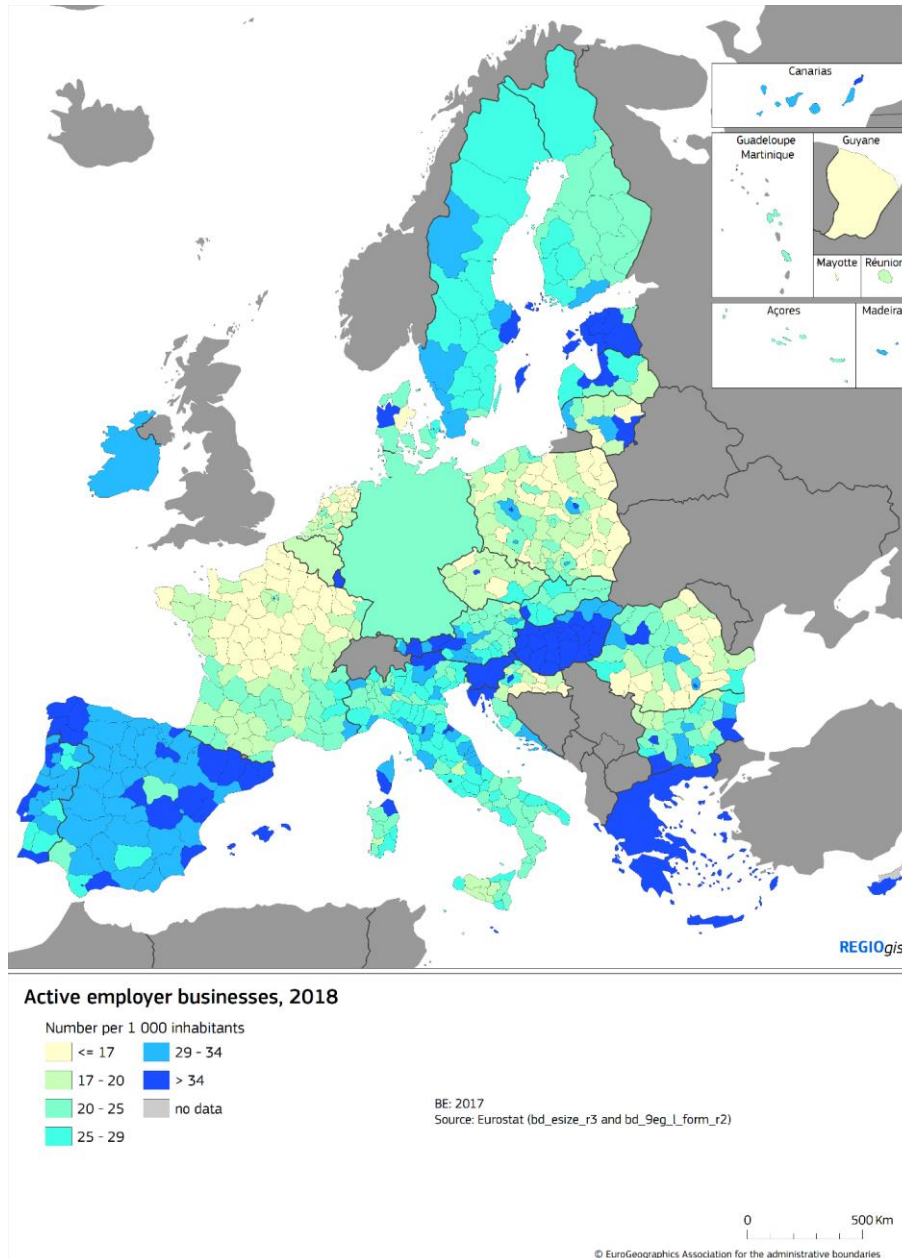 Canarias
Guadeloupe
Martinique
Guyane
Mayotte
Réunion
Açores
Madeira
REGIOgis
Active employer businesses, 2018
Number per 1 000 inhabitants
<= 17
29 - 34
17 - 20
> 34
20 - 25
no data
25 - 29
BE: 2017
Source: Eurostat (bd_esize_r3 and bd_9eg_l_form_r2)
0
500 Km
© EuroGeographics Association for the administrative boundaries